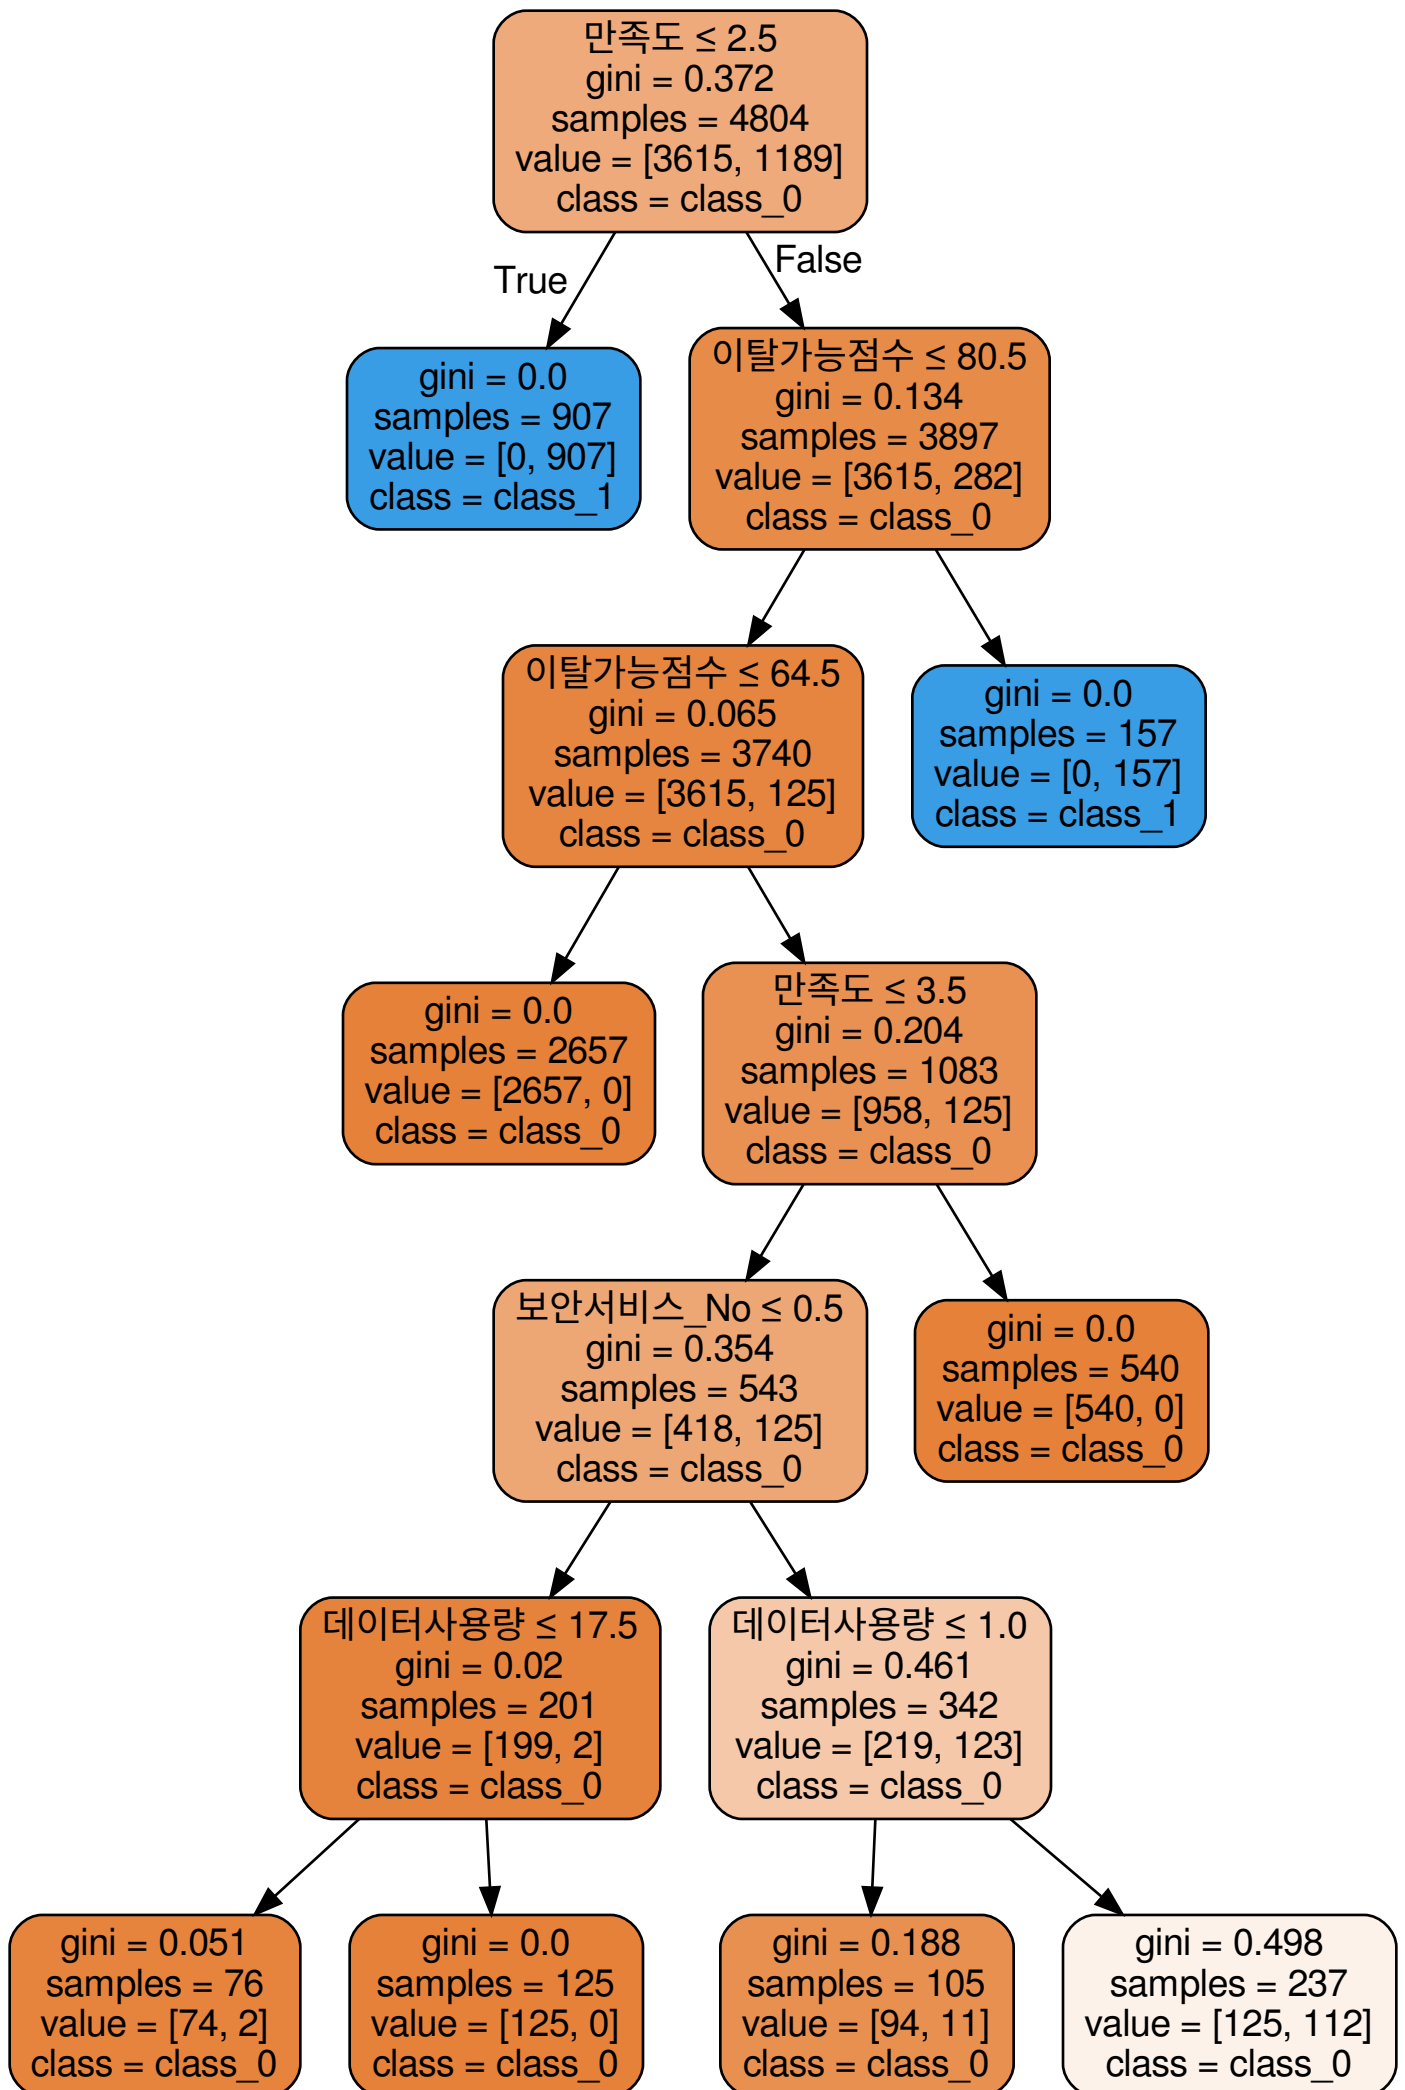 만족도 ≤ 2.5
gini = 0.372
samples = 4804
value = [3615, 1189]
class = class_0
True
False
gini = 0.0
samples = 907
value = [0, 907]
class = class_1
이탈가능점수 ≤ 80.5
gini = 0.134
samples = 3897
value = [3615, 282]
class = class_0
이탈가능점수 ≤ 64.5
gini = 0.065
samples = 3740
value = [3615, 125]
class = class_0
gini = 0.0
samples = 157
value = [0, 157]
class = class_1
gini = 0.0
samples = 2657
value = [2657, 0]
class = class_0
만족도 ≤ 3.5
gini = 0.204
samples = 1083
value = [958, 125]
class = class_0
보안서비스_No ≤ 0.5
gini = 0.354
samples = 543
value = [418, 125]
class = class_0
gini = 0.0
samples = 540
value = [540, 0]
class = class_0
데이터사용량 ≤ 17.5
gini = 0.02
samples = 201
value = [199, 2]
class = class_0
데이터사용량 ≤ 1.0
gini = 0.461
samples = 342
value = [219, 123]
class = class_0
gini = 0.051
samples = 76
value = [74, 2]
class = class_0
gini = 0.0
samples = 125
value = [125, 0]
class = class_0
gini = 0.188
samples = 105
value = [94, 11]
class = class_0
gini = 0.498
samples = 237
value = [125, 112]
class = class_0